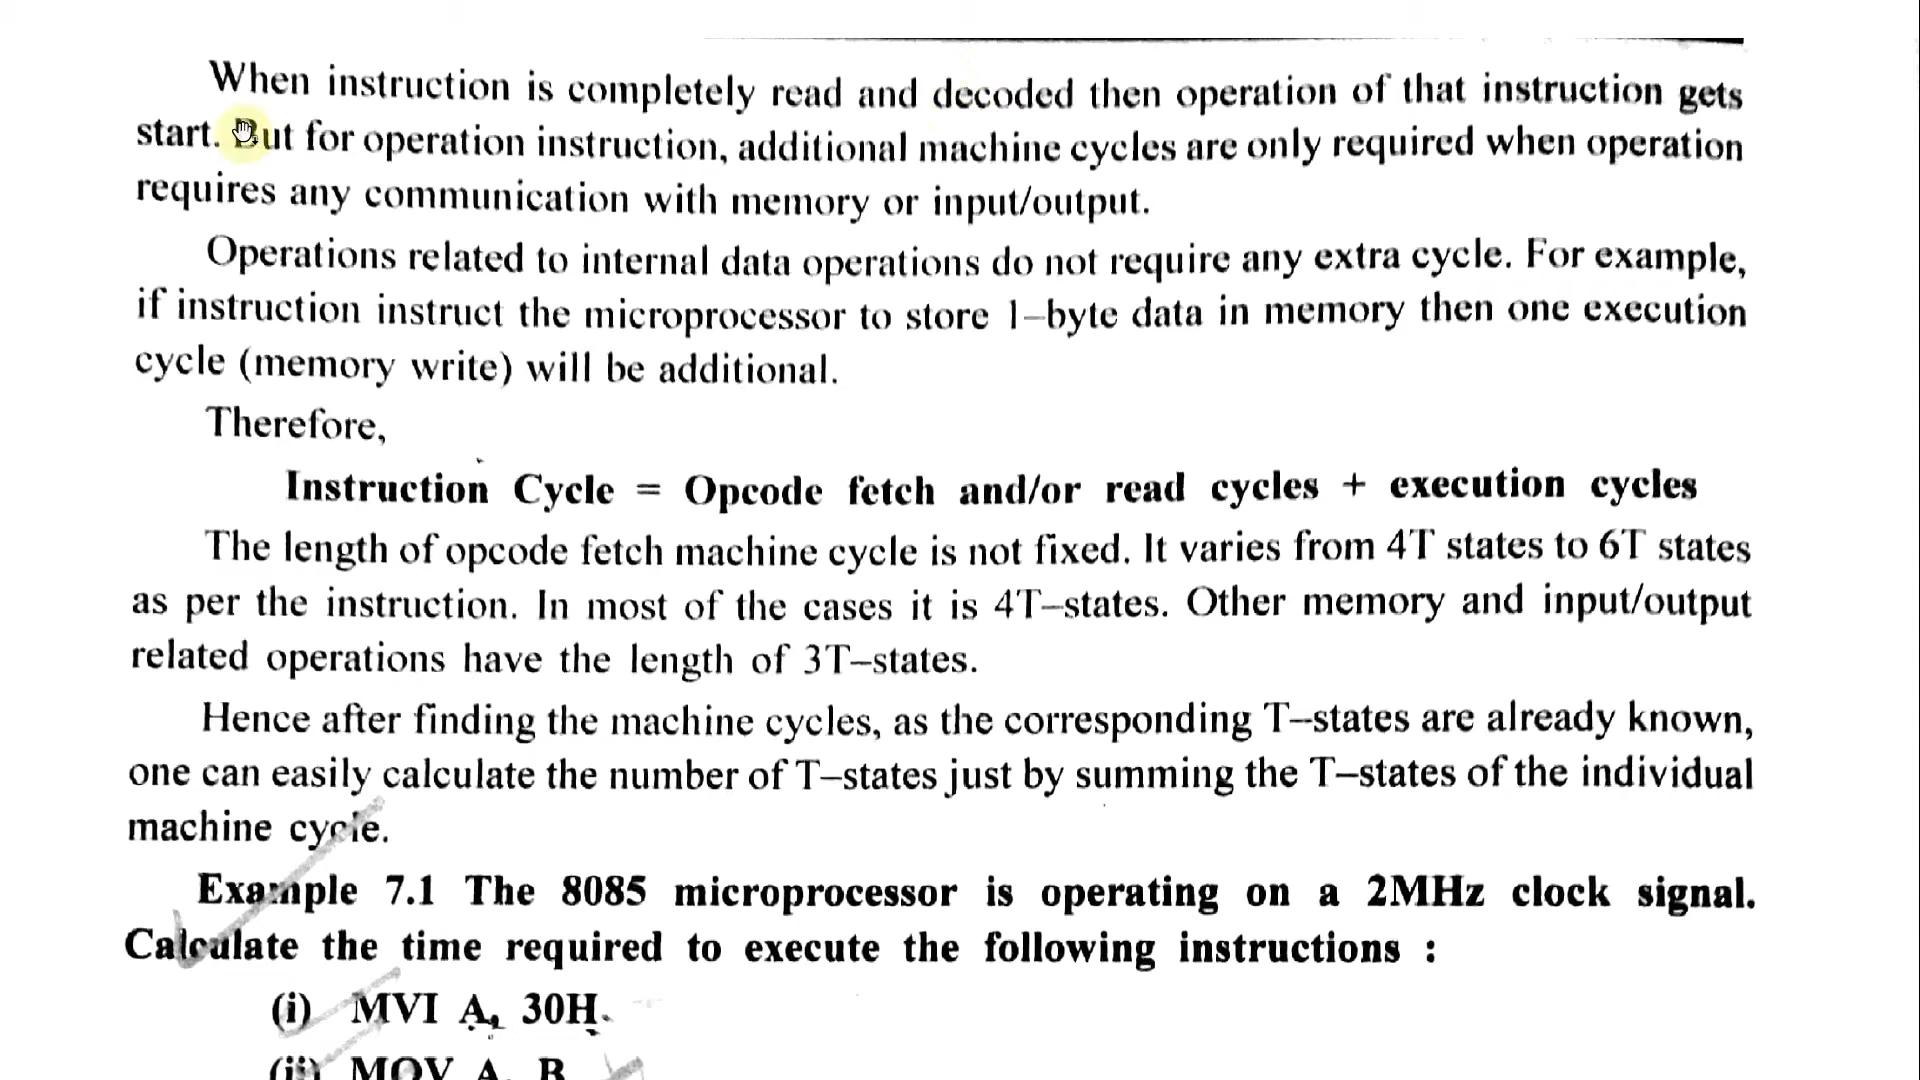 When instruction is completely read and decoded then operation of that instruction gets
start. But for operation instruction, additional machine cycles are only required when operation
requires any communication with memory or input/output.
Operations related to internal data operations do not require any extra cycle. For example,
if instruction instruct the microprocessor to store 1–byte data in memory then one execution
cycle (memory write) will be additional.
Therefore,
Instruction Cycle = Opcode fetch and/or read cycles + execution cycles
The length of opcode fetch machine cycle is not fixed. It varies from 4T states to 6T states
as per the instruction. In most of the cases it is 4T–states. Other memory and input/output
related operations have the length of 3T–states.
Hence after finding the machine cycles, as the corresponding T–states are already known,
one can easily calculate the number of T–states just by summing the T–states of the individual
machine cycle.
Example 7.1 The 8085 microprocessor is operating on a 2MHz clock signal.
Calculate the time required to execute the following instructions :
(i) MVI A, 30H.
(ii) MOV A, B